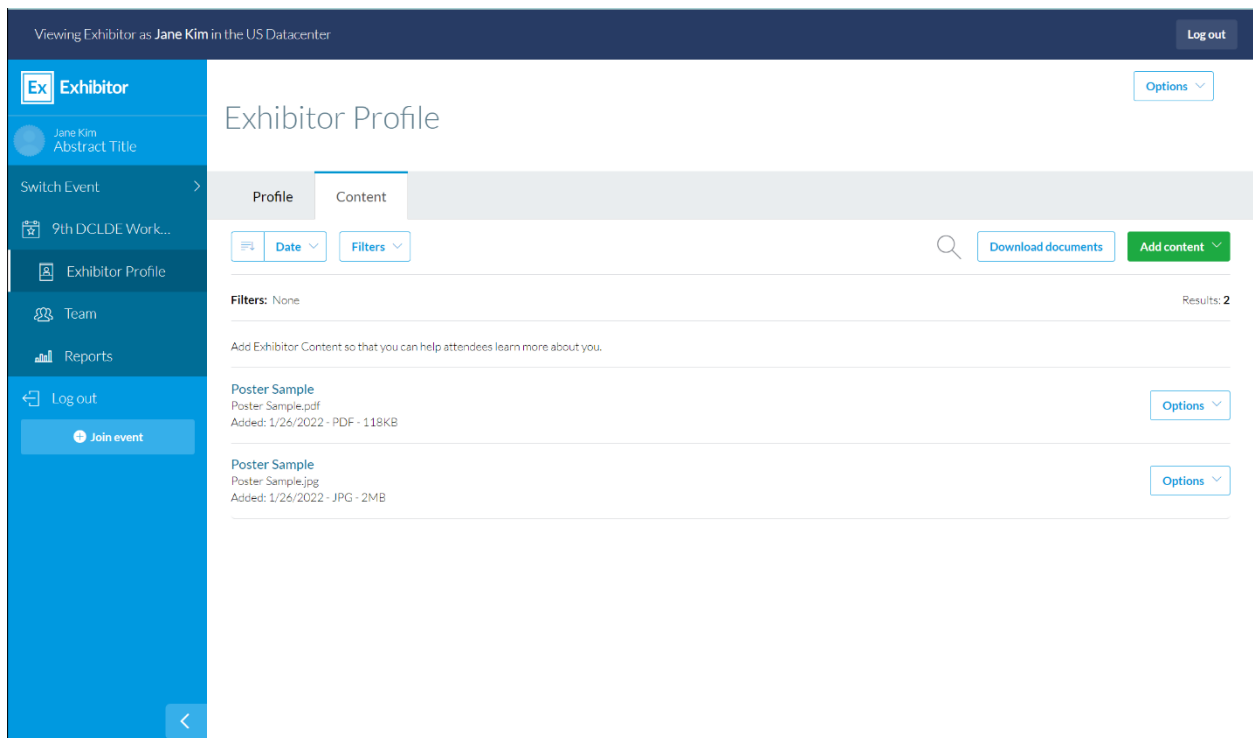 Viewing Exhibitor as Jane Kim in the US Datacenter
Log out
Ex Exhibitor
Jane Kim
Abstract Title
Switch Event
9th DCLDE Work...
Exhibitor Profile
Team
Reports
Log out
Join event
Options
Exhibitor Profile
Profile Content
Date Filters Download documents Add content
Filters: None Results: 2
Add Exhibitor Content so that you can help attendees learn more about you.
Poster Sample
Poster Sample.pdf
Added: 1/26/2022 - PDF - 118KB
Options
Poster Sample
Poster Sample.jpg
Added: 1/26/2022 - JPG - 2MB
Options